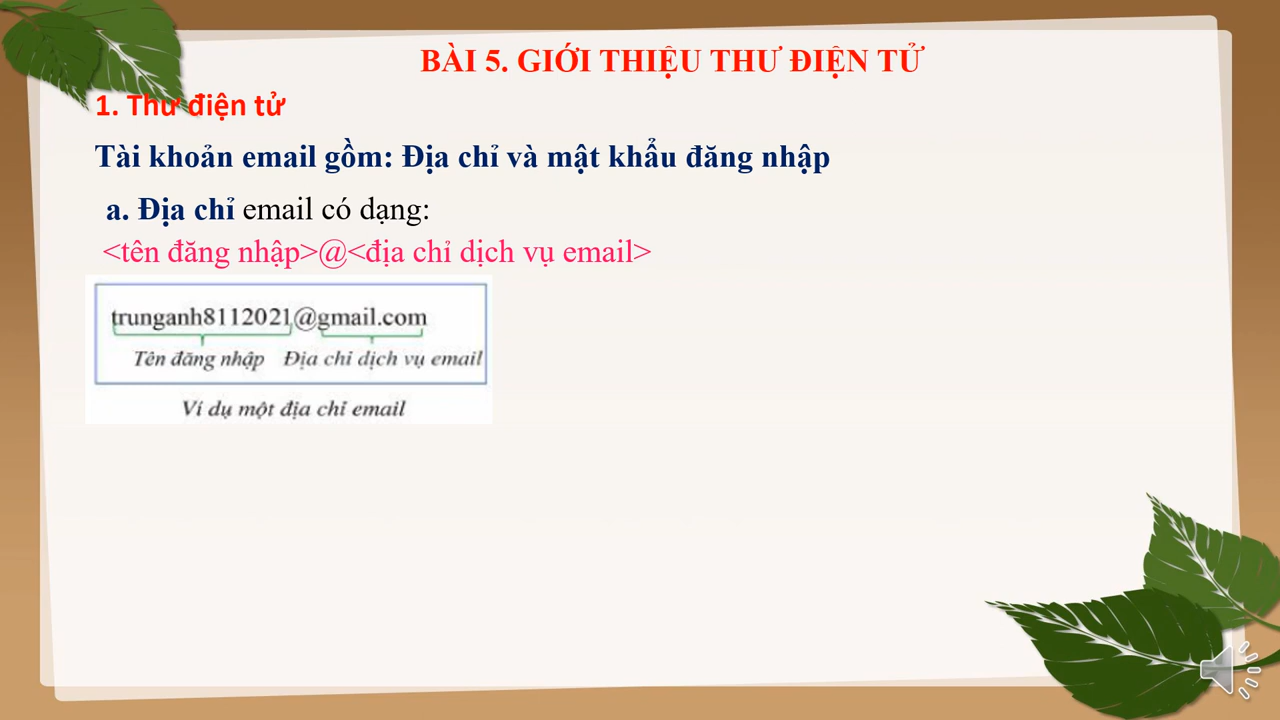 BÀI 5. GIỚI THIỆU THƯ ĐIỆN TỬ
1. Thư điện tử
Tài khoản email gồm: Địa chỉ và mật khẩu đăng nhập
a. Địa chỉ email có dạng:
<tên đăng nhập>@<địa chỉ dịch vụ email>
trunganh8112021@gmail.com
Tên đăng nhập Địa chỉ dịch vụ email
Ví dụ một địa chỉ email